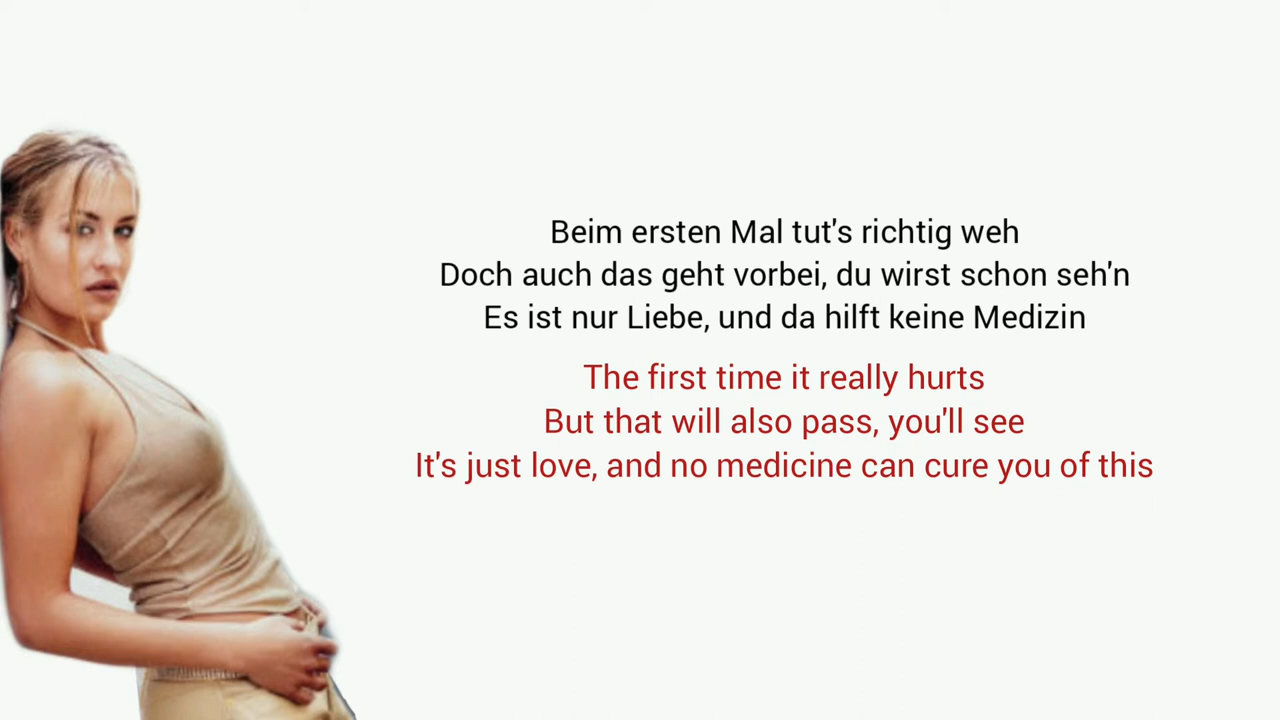 Beim ersten Mal tut's richtig weh
Doch auch das geht vorbei, du wirst schon seh'n
Es ist nur Liebe, und da hilft keine Medizin
The first time it really hurts
But that will also pass, you'll see
It's just love, and no medicine can cure you of this